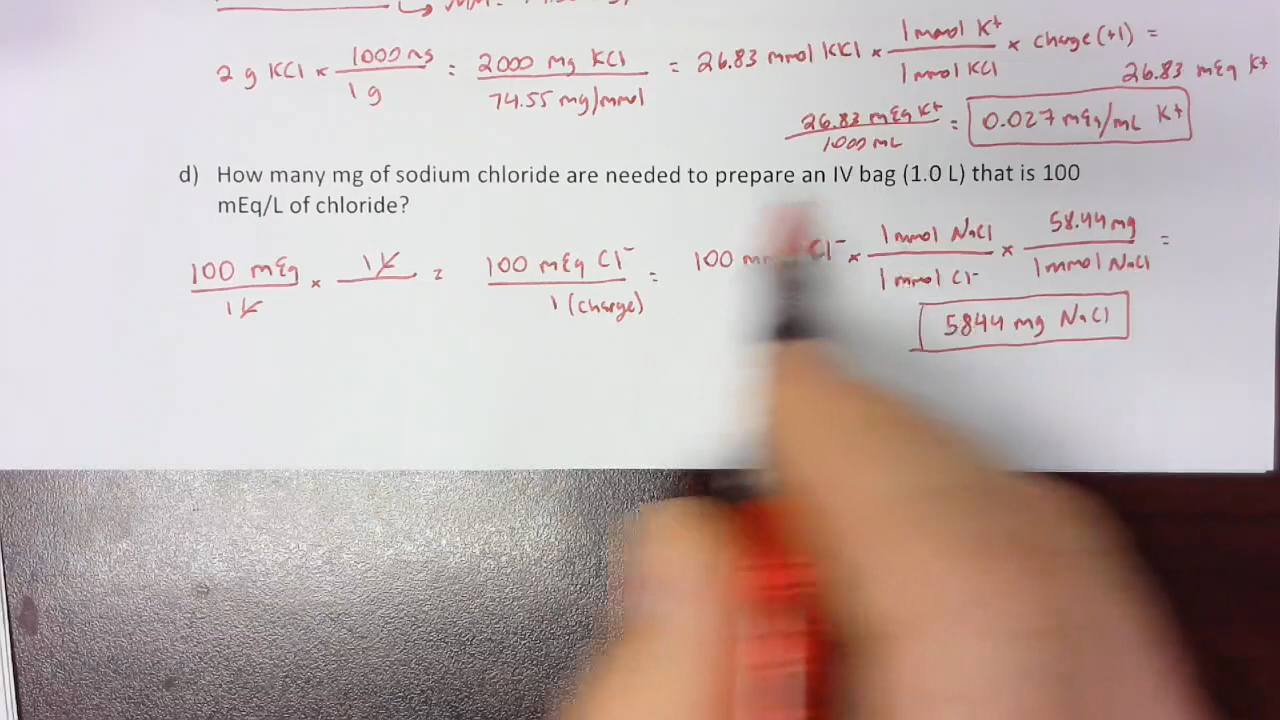 2 g KCl × 1000 mg / 1 g = 2000 mg KCl / 74.55 mg/mmol = 26.83 mmol KCl × 1 mmol K+ / 1 mmol KCl × charge (+1) =
26.83 mEq K+
26.83 mEq K+ / 1000 mL = 0.027 mEq/mL K+
d) How many mg of sodium chloride are needed to prepare an IV bag (1.0 L) that is 100
mEq/L of chloride?
100 mEq / 1 L × 1 L = 100 mEq Cl⁻ / 1 (charge) = 100 Cl⁻ × 1 mmol NaCl / 1 mmol Cl⁻ × 58.44 mg / 1 mmol NaCl =
5844 mg NaCl